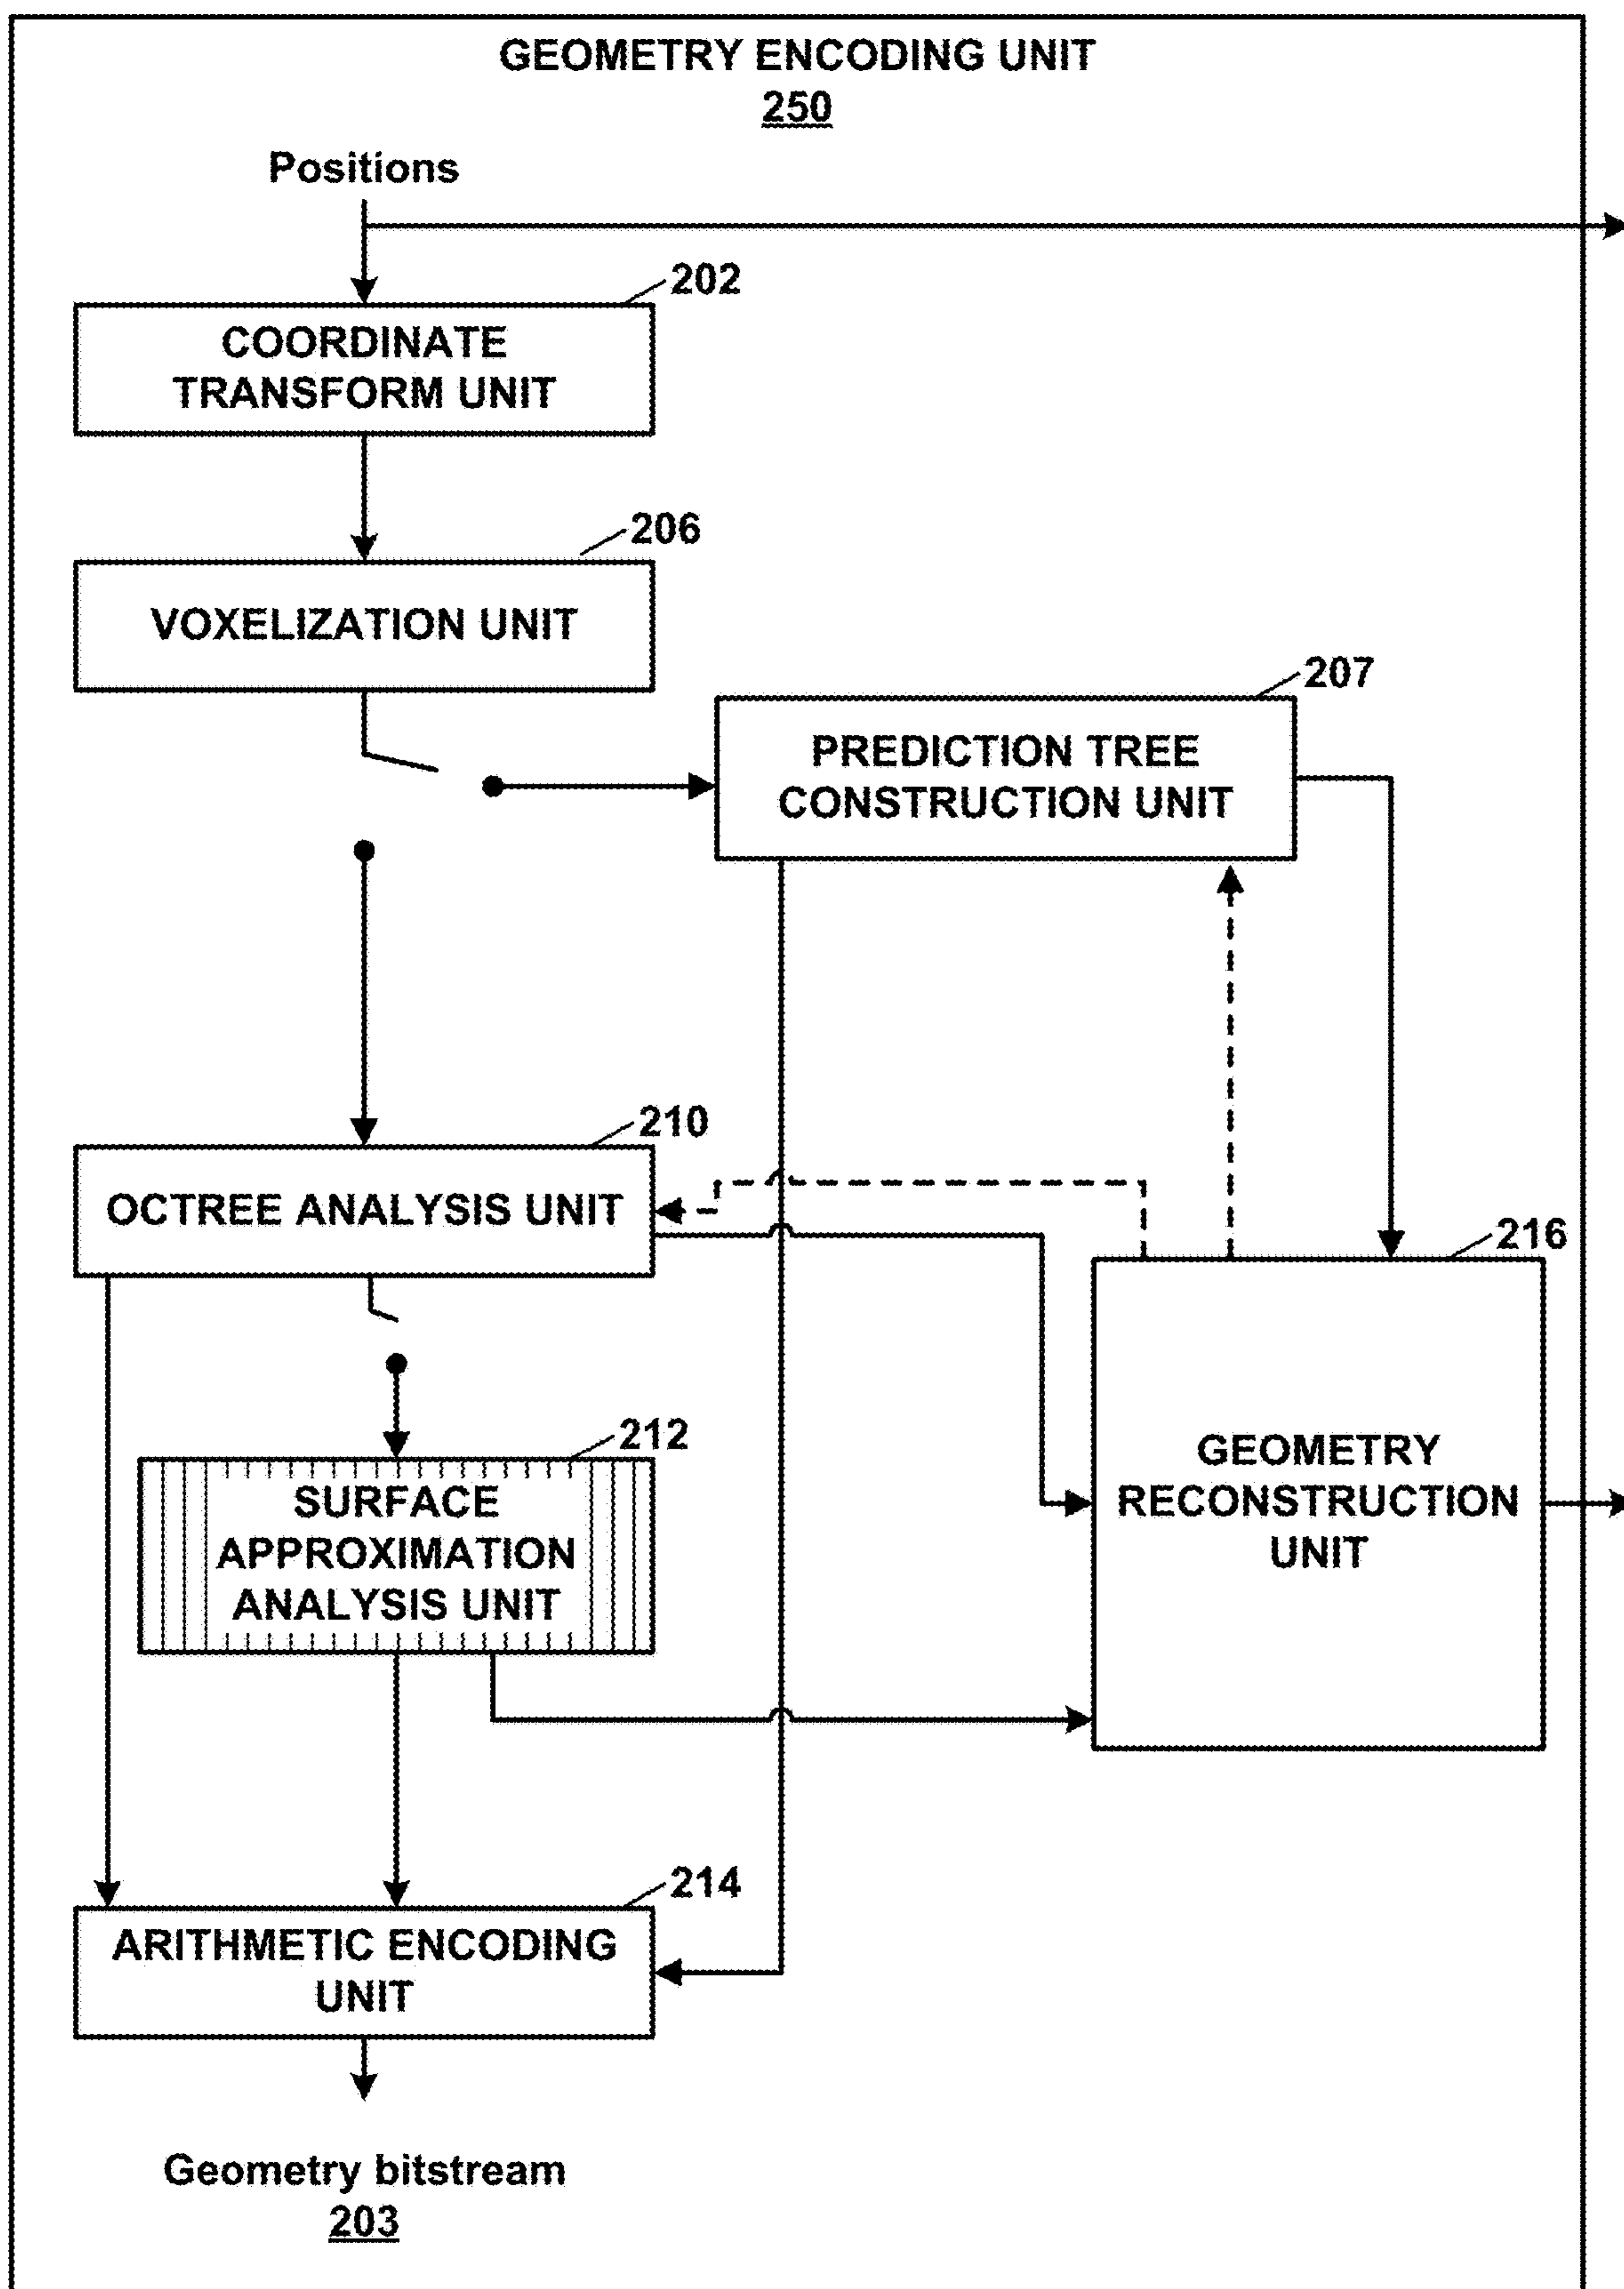 GEOMETRY ENCODING UNIT
250
Positions
202
COORDINATE
TRANSFORM UNIT
206
VOXELIZATION UNIT
207
PREDICTION TREE
CONSTRUCTION UNIT
210
OCTREE ANALYSIS UNIT
216
GEOMETRY
RECONSTRUCTION
UNIT
212
SURFACE
APPROXIMATION
ANALYSIS UNIT
214
ARITHMETIC ENCODING
UNIT
Geometry bitstream
203